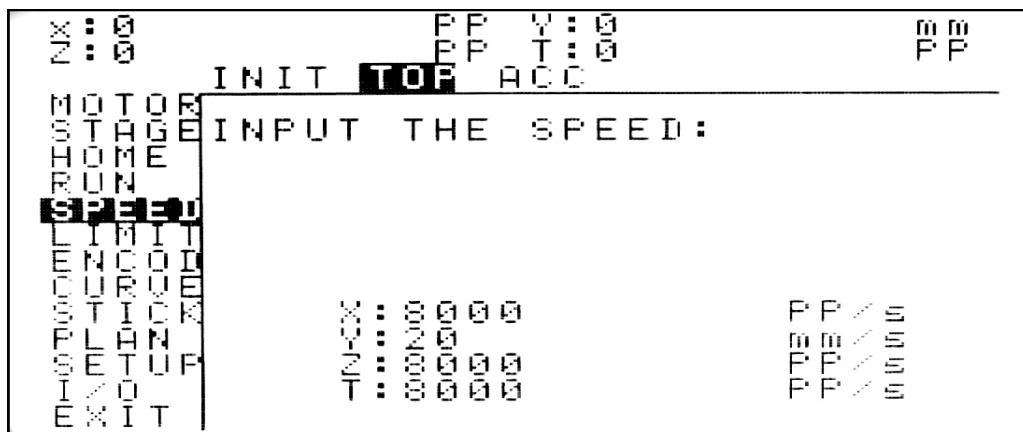 X:0 PP Y:0 mm
Z:0 PP T:0 PP
INIT TOP ACC
MOTOR
STAGE INPUT THE SPEED:
HOME
RUN
SPEED
LIMIT
ENCOD
CURVE
STICK X:8000 PP/s
PLAN Y:20 mm/s
SETUP Z:8000 PP/s
I/O T:8000 PP/s
EXIT